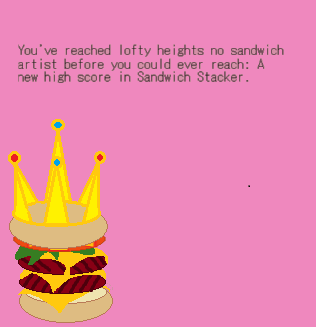 You've reached lofty heights no sandwich
artist before you could ever reach: A
new high score in Sandwich Stacker.